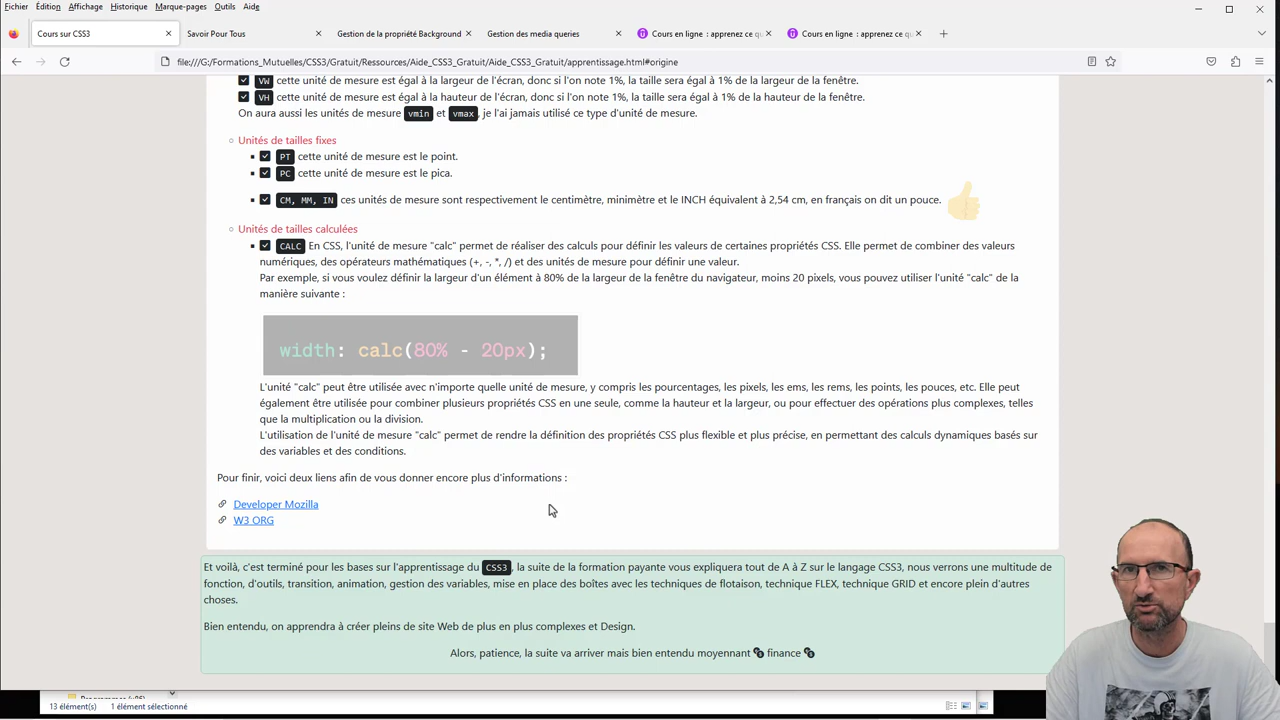 Fichier Édition Affichage Historique Marque-pages Outils Aide
Cours sur CSS3
Savoir Pour Tous
Gestion de la propriété Background
Gestion des media queries
Cours en ligne : apprenez ce qu
Cours en ligne : apprenez ce qu
file:///G:/Formations_Mutuelles/CSS3/Gratuit/Ressources/Aide_CSS3_Gratuit/Aide_CSS3_Gratuit/apprentissage.html#origine
VW cette unité de mesure est égal à la largeur de l'écran, donc si l'on note 1%, la taille sera égal à 1% de la largeur de la fenêtre.
VH cette unité de mesure est égal à la hauteur de l'écran, donc si l'on note 1%, la taille sera égal à 1% de la hauteur de la fenêtre.
On aura aussi les unités de mesure vmin et vmax, je l'ai jamais utilisé ce type d'unité de mesure.
Unités de tailles fixes
PT cette unité de mesure est le point.
PC cette unité de mesure est le pica.
CM, MM, IN ces unités de mesure sont respectivement le centimètre, minimètre et le INCH équivalent à 2,54 cm, en français on dit un pouce.
Unités de tailles calculées
CALC En CSS, l'unité de mesure "calc" permet de réaliser des calculs pour définir les valeurs de certaines propriétés CSS. Elle permet de combiner des valeurs
numériques, des opérateurs mathématiques (+, -, *, /) et des unités de mesure pour définir une valeur.
Par exemple, si vous voulez définir la largeur d'un élément à 80% de la largeur de la fenêtre du navigateur, moins 20 pixels, vous pouvez utiliser l'unité "calc" de la
manière suivante :
width: calc(80% - 20px);
L'unité "calc" peut être utilisée avec n'importe quelle unité de mesure, y compris les pourcentages, les pixels, les ems, les rems, les points, les pouces, etc. Elle peut
également être utilisée pour combiner plusieurs propriétés CSS en une seule, comme la hauteur et la largeur, ou pour effectuer des opérations plus complexes, telles
que la multiplication ou la division.
L'utilisation de l'unité de mesure "calc" permet de rendre la définition des propriétés CSS plus flexible et plus précise, en permettant des calculs dynamiques basés sur
des variables et des conditions.
Pour finir, voici deux liens afin de vous donner encore plus d'informations :
Developer Mozilla
W3 ORG
Et voilà, c'est terminé pour les bases sur l'apprentissage du CSS3, la suite de la formation payante vous expliquera tout de A à Z sur le langage CSS3, nous verrons une multitude de
fonction, d'outils, transition, animation, gestion des variables, mise en place des boîtes avec les techniques de flotaison, technique FLEX, technique GRID et encore plein d'autres
choses.
Bien entendu, on apprendra à créer pleins de site Web de plus en plus complexes et Design.
Alors, patience, la suite va arriver mais bien entendu moyennant finance
13 élément(s) 1 élément sélectionné